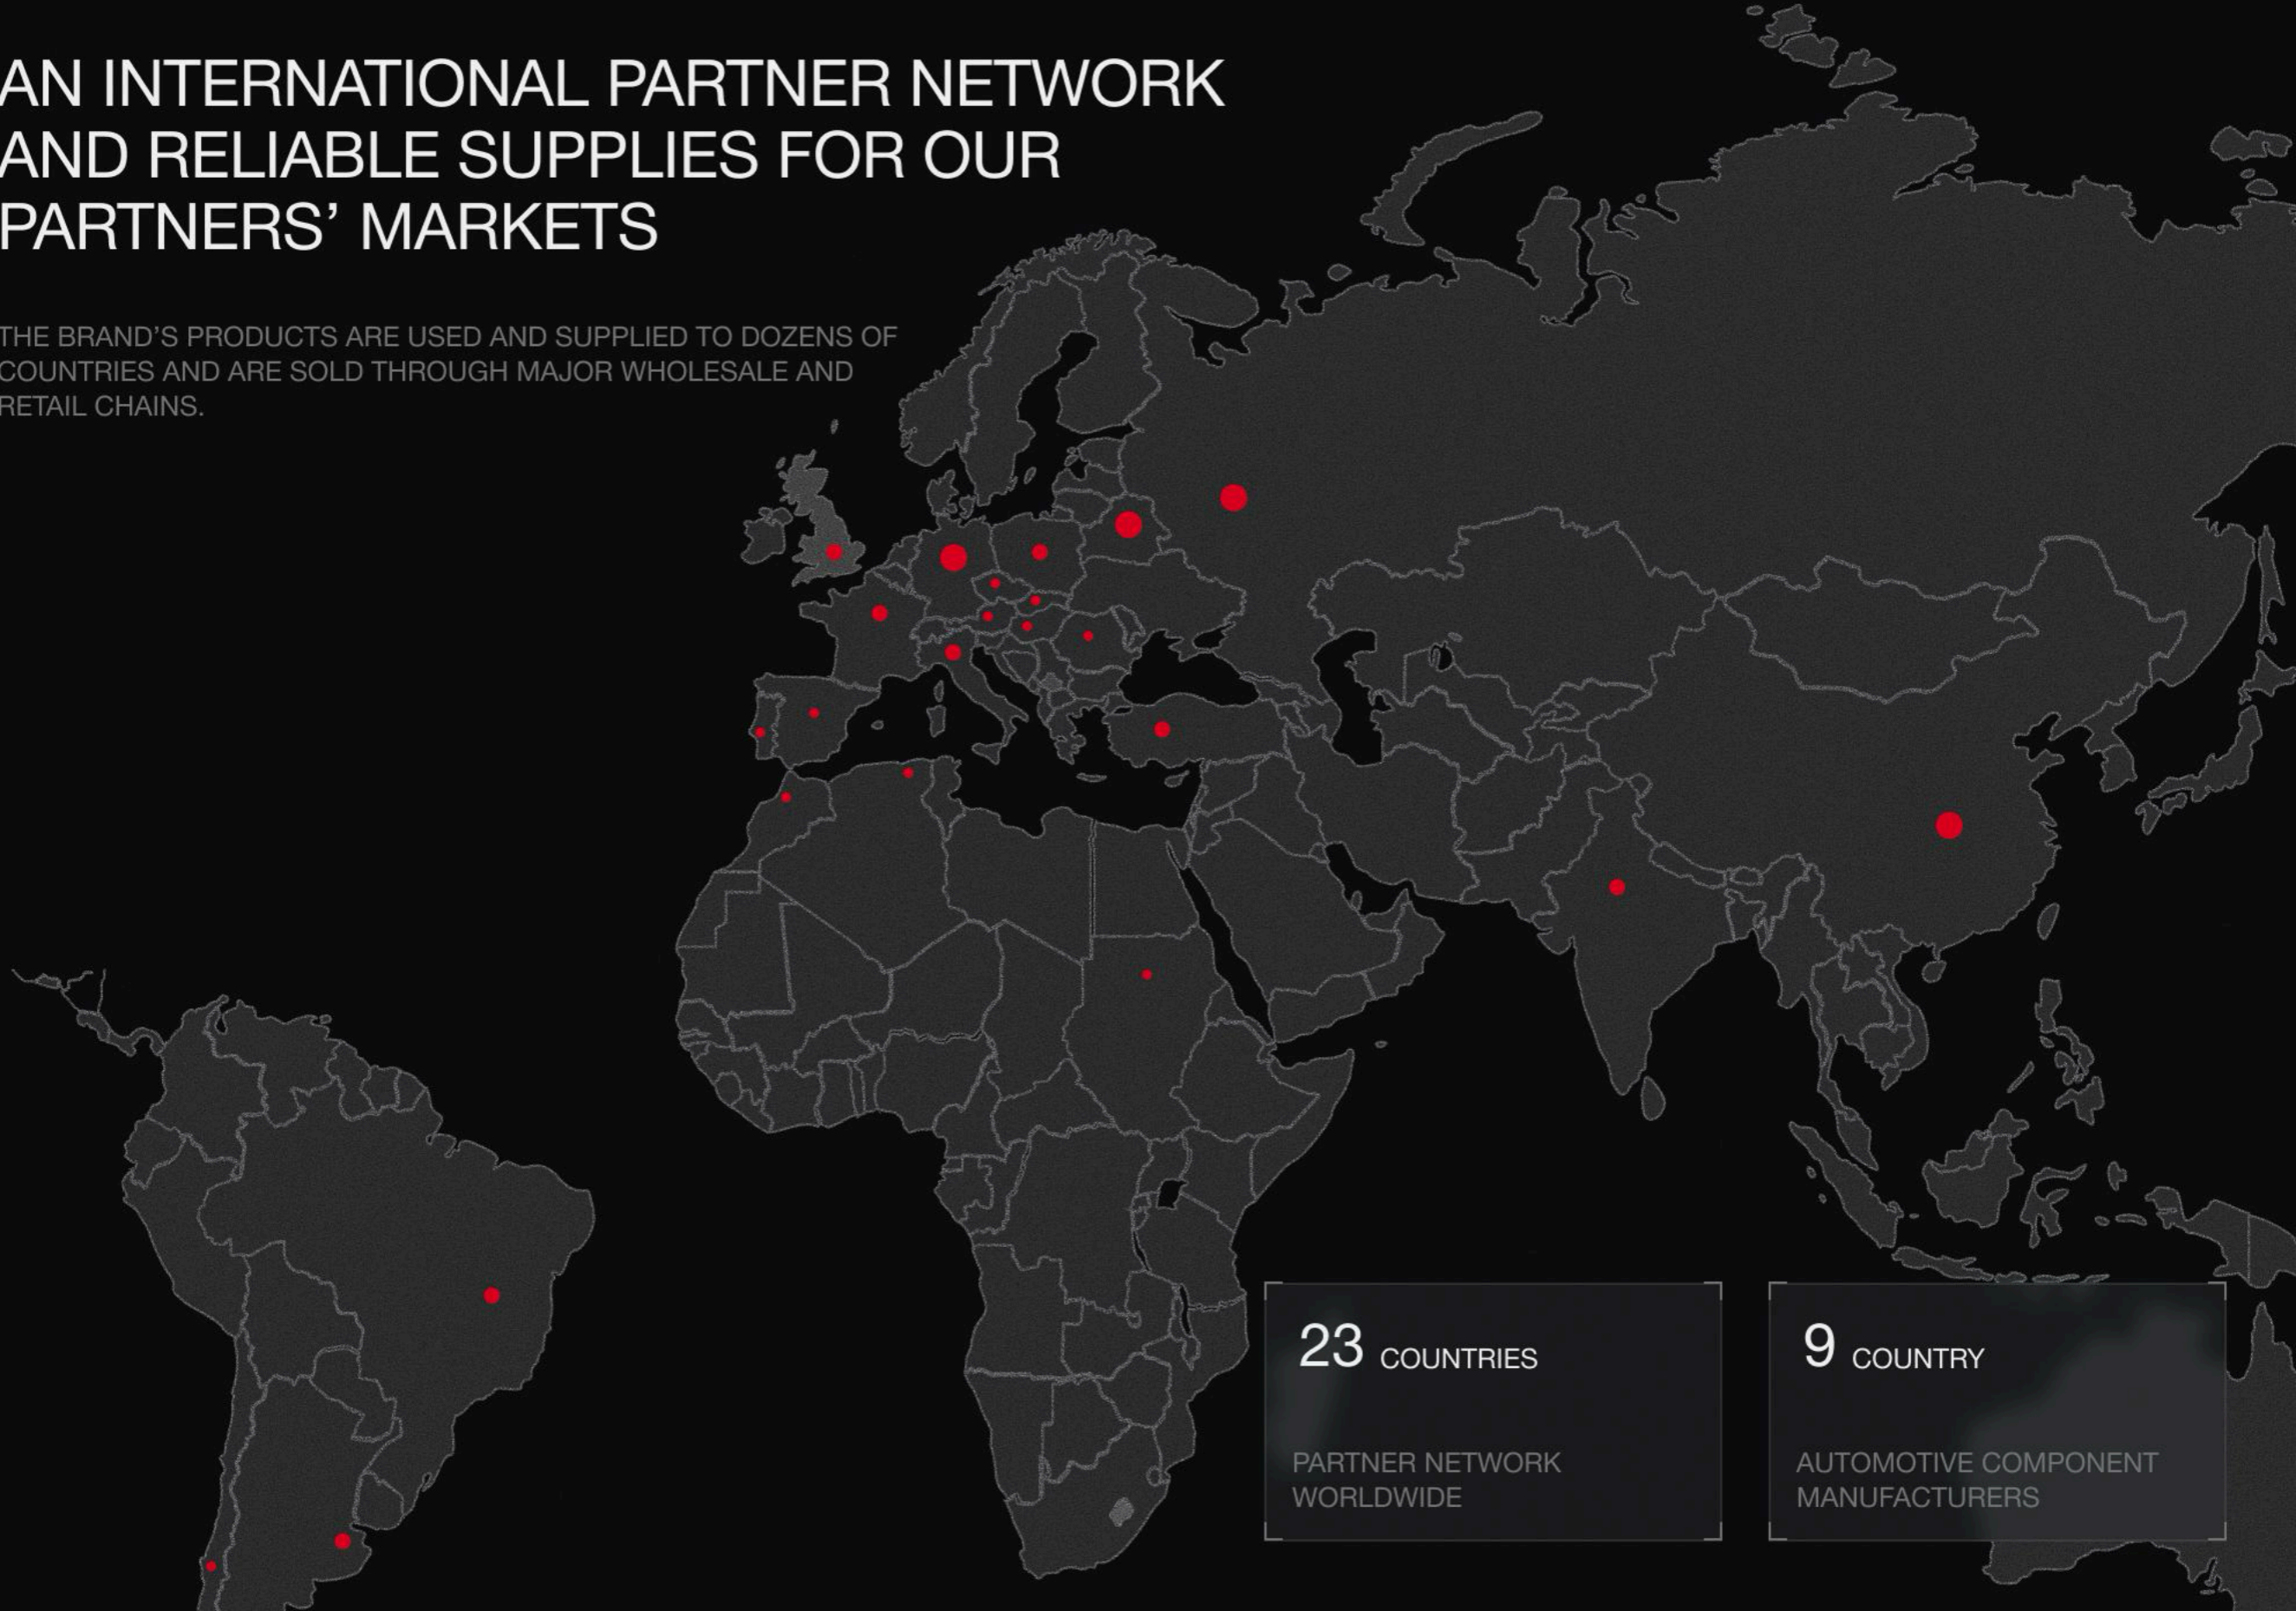 AN INTERNATIONAL PARTNER NETWORK
AND RELIABLE SUPPLIES FOR OUR
PARTNERS’ MARKETS
THE BRAND’S PRODUCTS ARE USED AND SUPPLIED TO DOZENS OF
COUNTRIES AND ARE SOLD THROUGH MAJOR WHOLESALE AND
RETAIL CHAINS.
23 COUNTRIES
PARTNER NETWORK
WORLDWIDE
9 COUNTRY
AUTOMOTIVE COMPONENT
MANUFACTURERS